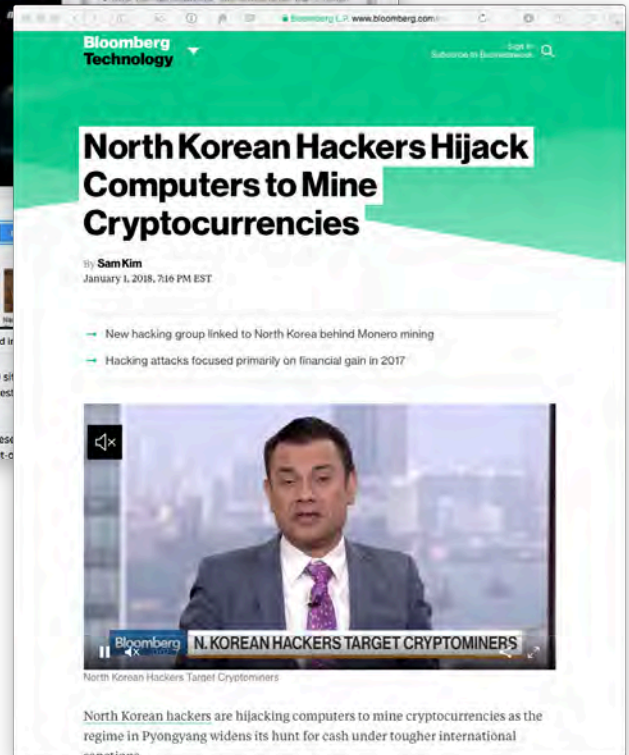 www.bloomberg.com
Bloomberg
Technology
Sign In
Subscribe to Businessweek
North Korean Hackers Hijack
Computers to Mine
Cryptocurrencies
By Sam Kim
January 1, 2018, 7:16 PM EST
→ New hacking group linked to North Korea behind Monero mining
→ Hacking attacks focused primarily on financial gain in 2017
Bloomberg N. KOREAN HACKERS TARGET CRYPTOMINERS
North Korean Hackers Target Cryptominers
North Korean hackers are hijacking computers to mine cryptocurrencies as the
regime in Pyongyang widens its hunt for cash under tougher international